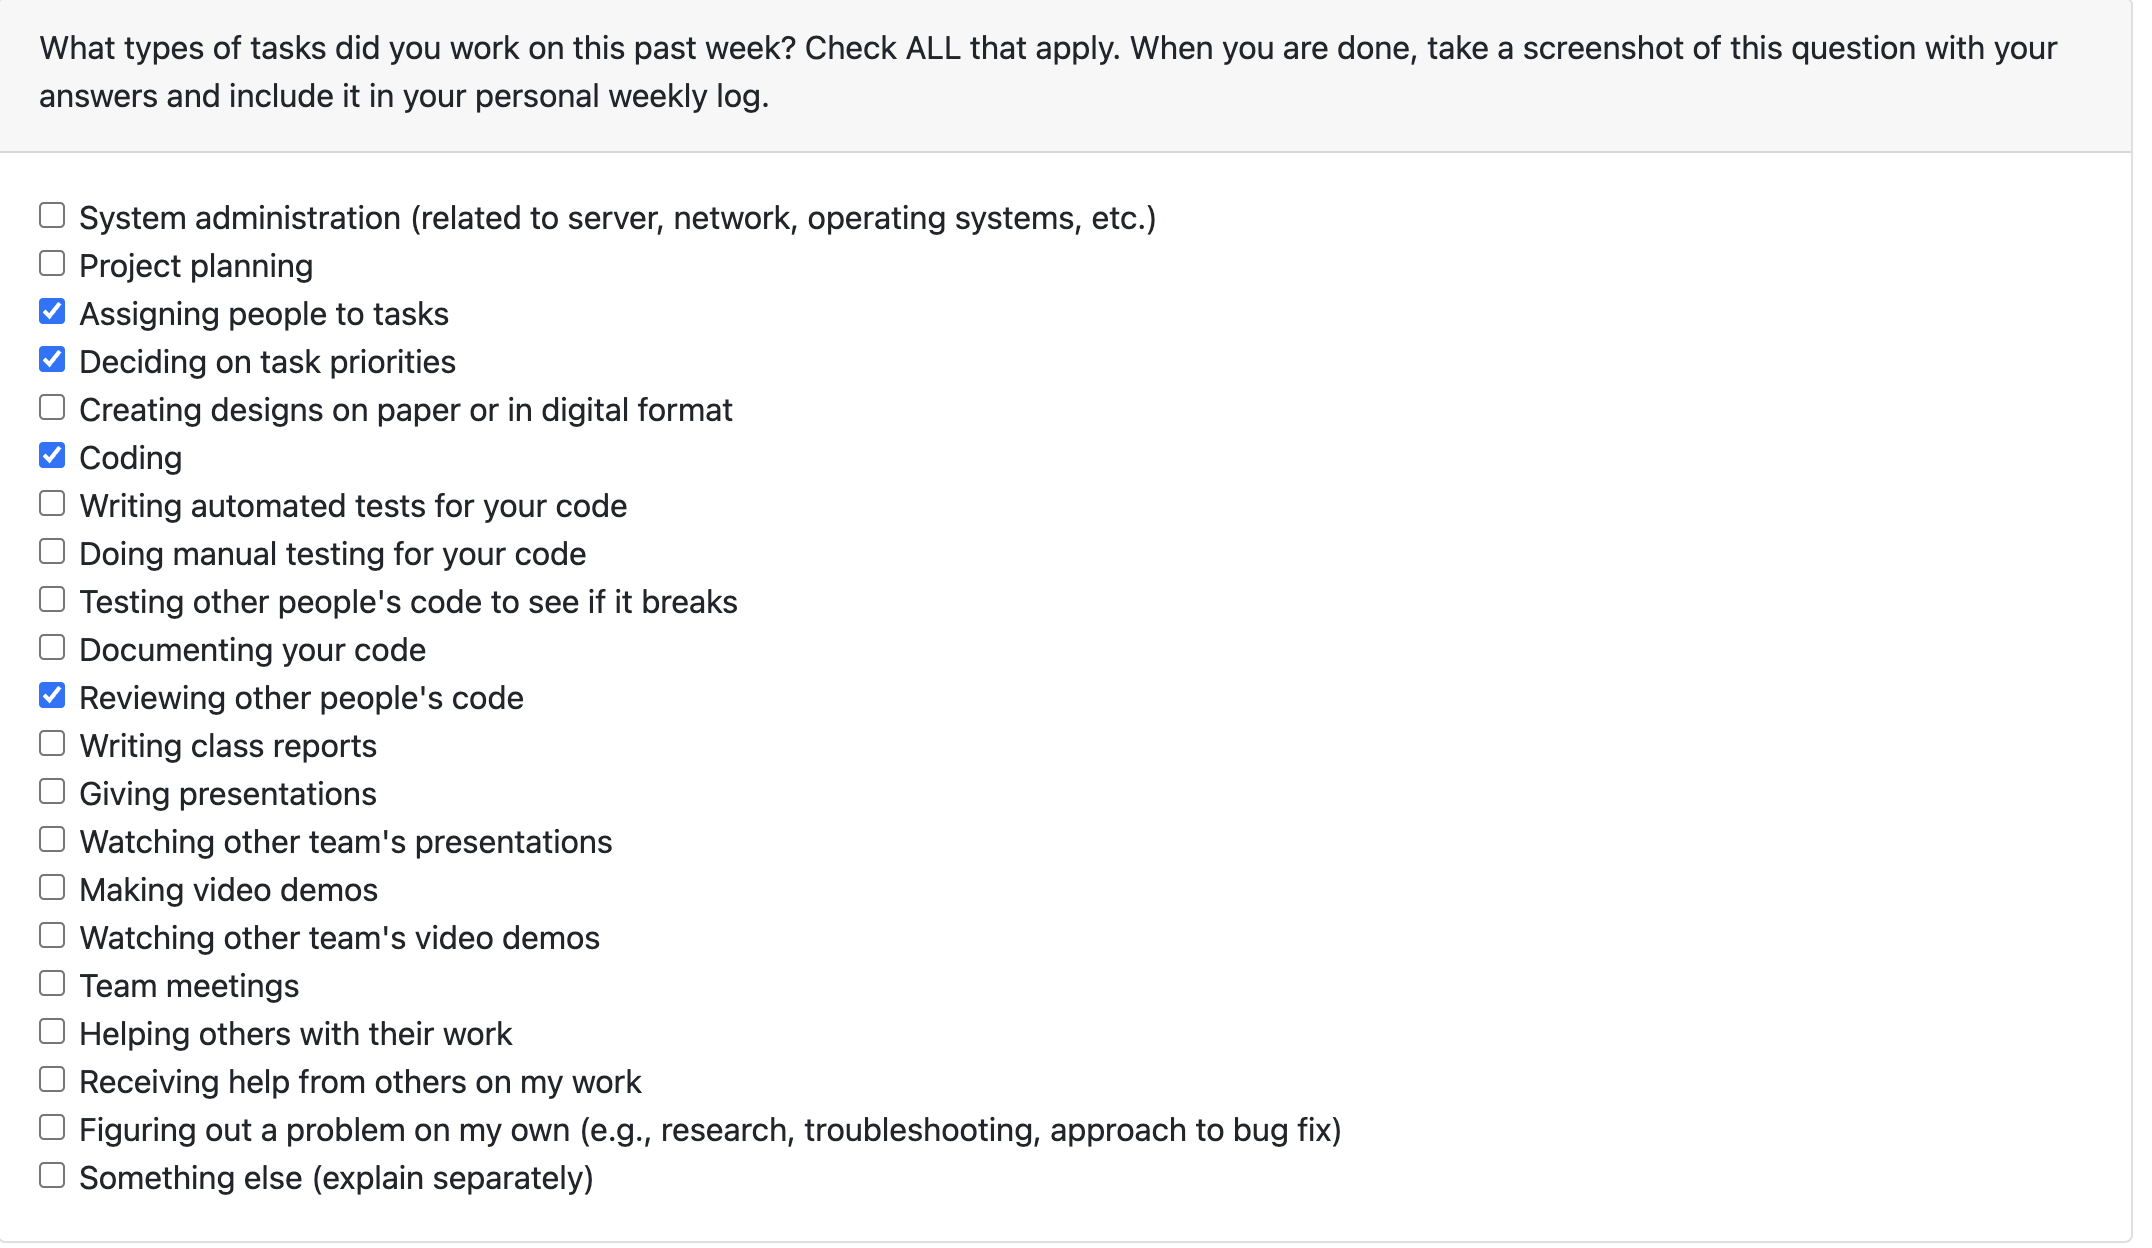 What types of tasks did you work on this past week? Check ALL that apply. When you are done, take a screenshot of this question with your
answers and include it in your personal weekly log.
System administration (related to server, network, operating systems, etc.)
Project planning
Assigning people to tasks
Deciding on task priorities
Creating designs on paper or in digital format
Coding
Writing automated tests for your code
Doing manual testing for your code
Testing other people's code to see if it breaks
Documenting your code
Reviewing other people's code
Writing class reports
Giving presentations
Watching other team's presentations
Making video demos
Watching other team's video demos
Team meetings
Helping others with their work
Receiving help from others on my work
Figuring out a problem on my own (e.g., research, troubleshooting, approach to bug fix)
Something else (explain separately)